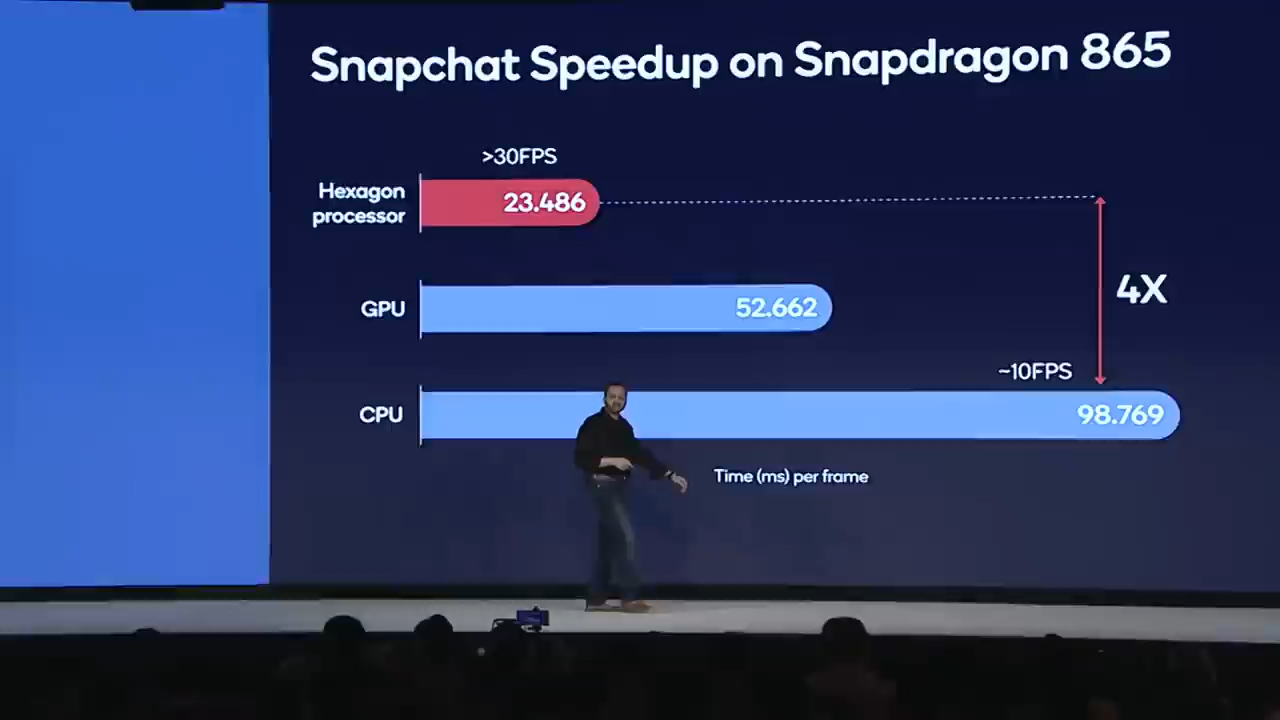 Snapchat Speedup on Snapdragon 865
>30FPS
Hexagon
processor
23.486
4X
GPU
52.662
~10FPS
CPU
98.769
Time (ms) per frame